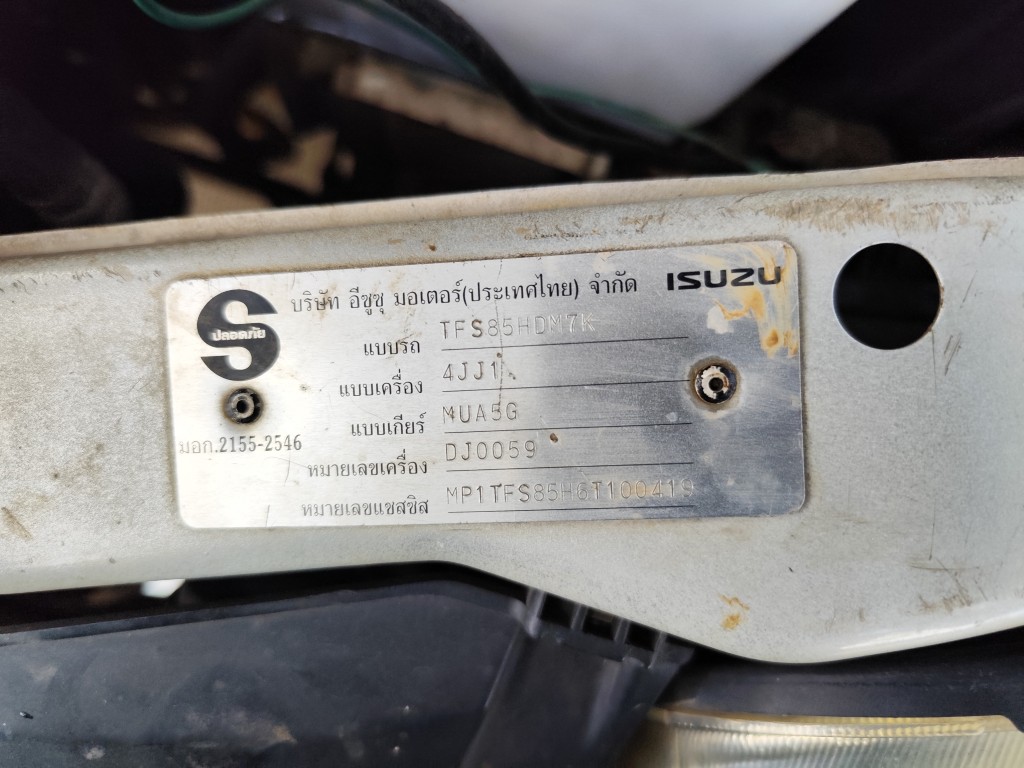 บริษัท อีซูซุ มอเตอร์(ประเทศไทย) จำกัด ISUZU
S
ปลอดภัย
แบบรถ TFS85HDM7K
แบบเครื่อง 4JJ1
แบบเกียร์ MUA5G
มอก.2155-2546
หมายเลขเครื่อง DJ0059
หมายเลขแชสซิส MP1TFS85H6T100419